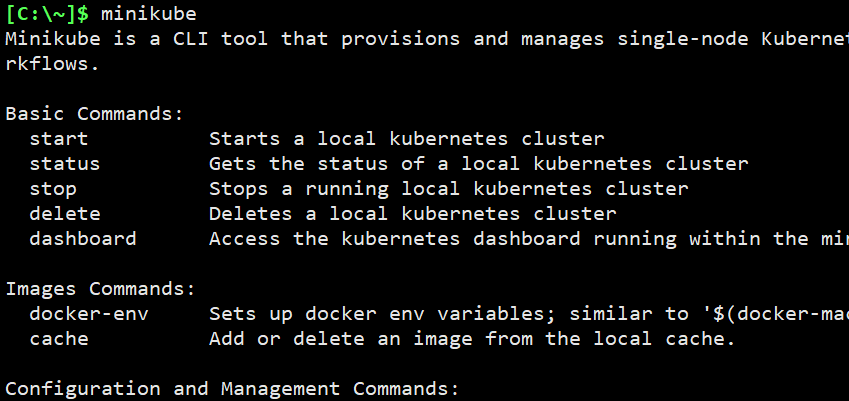 [C:\~]$ minikube
Minikube is a CLI tool that provisions and manages single-node
rkflows.
Basic Commands:
start Starts a local kubernetes cluster
status Gets the status of a local kubernetes cluster
stop Stops a running local kubernetes cluster
delete Deletes a local kubernetes cluster
dashboard Access the kubernetes dashboard running within the
Images Commands:
docker-env Sets up docker env variables; similar to '$(docker-mac
cache Add or delete an image from the local cache.
Configuration and Management Commands: